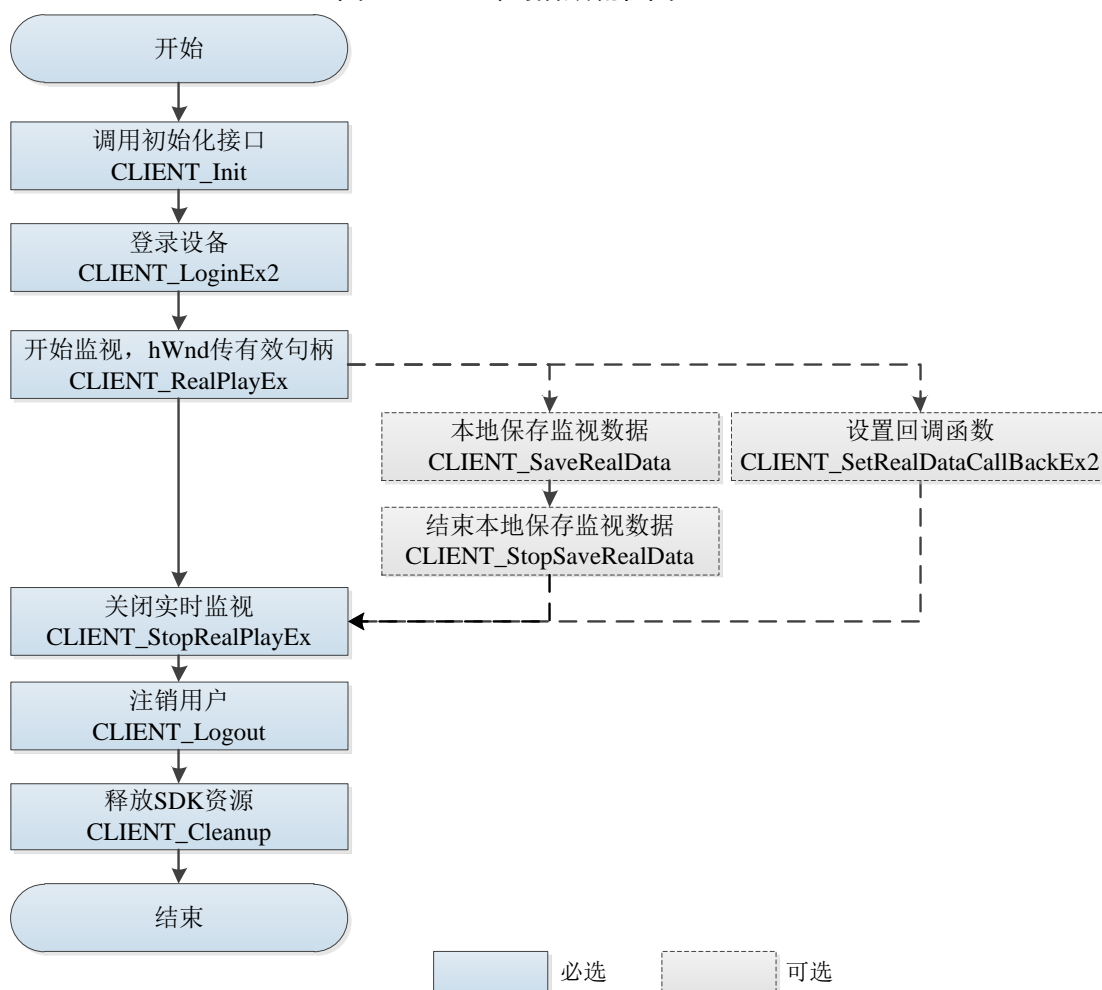 开始
调用初始化接口
CLIENT_Init
登录设备
CLIENT_LoginEx2
开始监视，hWnd传有效句柄
CLIENT_RealPlayEx
本地保存监视数据
CLIENT_SaveRealData
设置回调函数
CLIENT_SetRealDataCallBackEx2
结束本地保存监视数据
CLIENT_StopSaveRealData
关闭实时监视
CLIENT_StopRealPlayEx
注销用户
CLIENT_Logout
释放SDK资源
CLIENT_Cleanup
结束
必选
可选